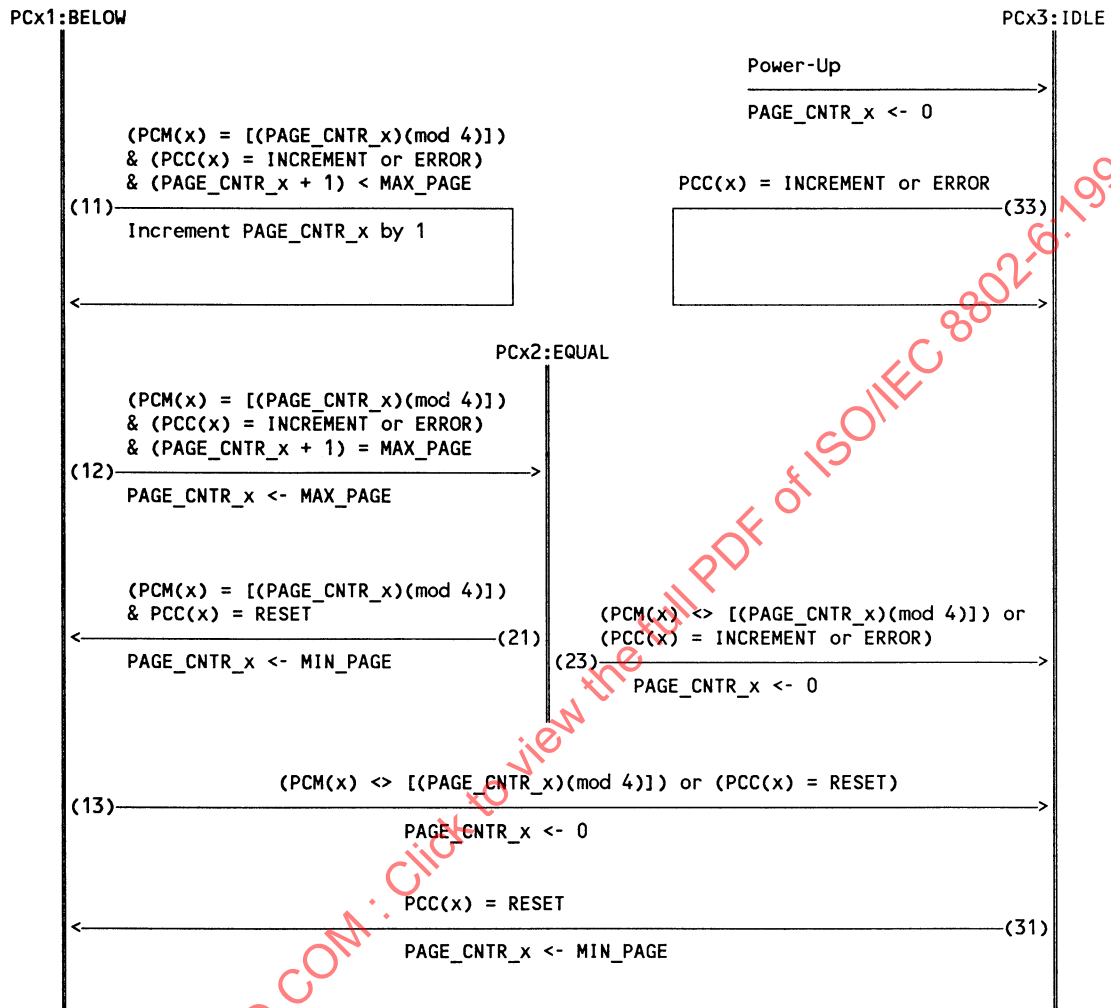 PCx1:BELOW
PCx3:IDLE
Power-Up
PAGE_CNTR_x <- 0
(PCM(x) = [(PAGE_CNTR_x)(mod 4)])
& (PCC(x) = INCREMENT or ERROR)
& (PAGE_CNTR_x + 1) < MAX_PAGE
(11)
Increment PAGE_CNTR_x by 1
PCC(x) = INCREMENT or ERROR
(33)
PCx2:EQUAL
(PCM(x) = [(PAGE_CNTR_x)(mod 4)])
& (PCC(x) = INCREMENT or ERROR)
& (PAGE_CNTR_x + 1) = MAX_PAGE
(12)
PAGE_CNTR_x <- MAX_PAGE
(PCM(x) = [(PAGE_CNTR_x)(mod 4)])
& PCC(x) = RESET
(21)
PAGE_CNTR_x <- MIN_PAGE
(PCM(x) <> [(PAGE_CNTR_x)(mod 4)]) or
(PCC(x) = INCREMENT or ERROR)
(23)
PAGE_CNTR_x <- 0
(PCM(x) <> [(PAGE_CNTR_x)(mod 4)]) or (PCC(x) = RESET)
(13)
PAGE_CNTR_x <- 0
PCC(x) = RESET
(31)
PAGE_CNTR_x <- MIN_PAGE
COM : Click to view the full PDF of ISO/IEC 8802-6:199